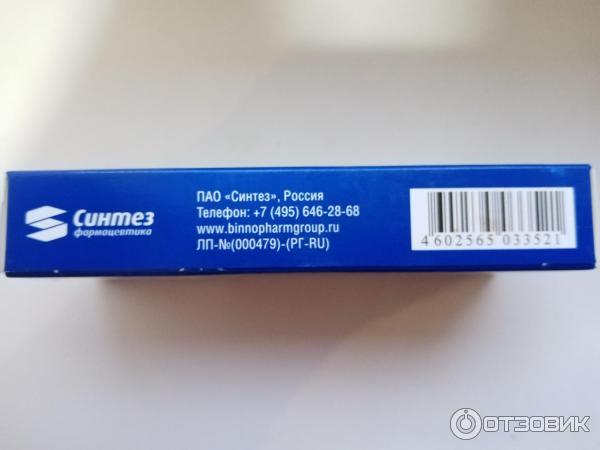 Синтез
фармацевтика
ПАО «Синтез», Россия
Телефон: +7 (495) 646-28-68
www.binnopharmgroup.ru
ЛП-№(000479)-(РГ-RU)
4 602565 033521
ОТЗОВИК